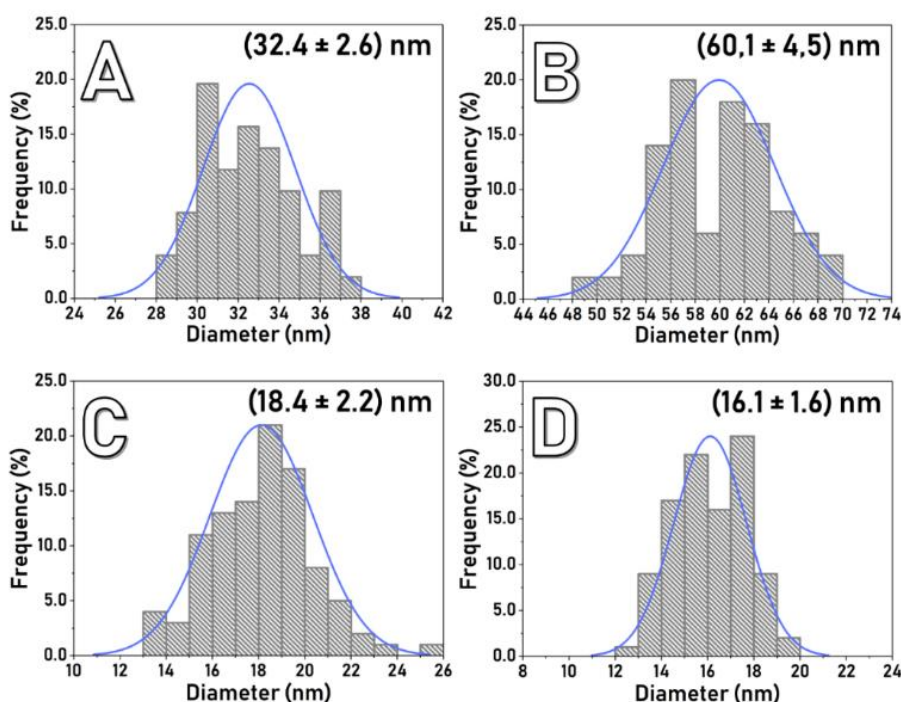 A
(32.4 ± 2.6) nm
Frequency (%)
25.0
20.0
15.0
10.0
5.0
0.0
24 26 28 30 32 34 36 38 40 42
Diameter (nm)
B
(60,1 ± 4,5) nm
Frequency (%)
25.0
20.0
15.0
10.0
5.0
0.0
44 46 48 50 52 54 56 58 60 62 64 66 68 70 72 74
Diameter (nm)
C
(18.4 ± 2.2) nm
Frequency (%)
25.0
20.0
15.0
10.0
5.0
0.0
10 12 14 16 18 20 22 24 26
Diameter (nm)
D
(16.1 ± 1.6) nm
Frequency (%)
30.0
25.0
20.0
15.0
10.0
5.0
0.0
8 10 12 14 16 18 20 22 24
Diameter (nm)